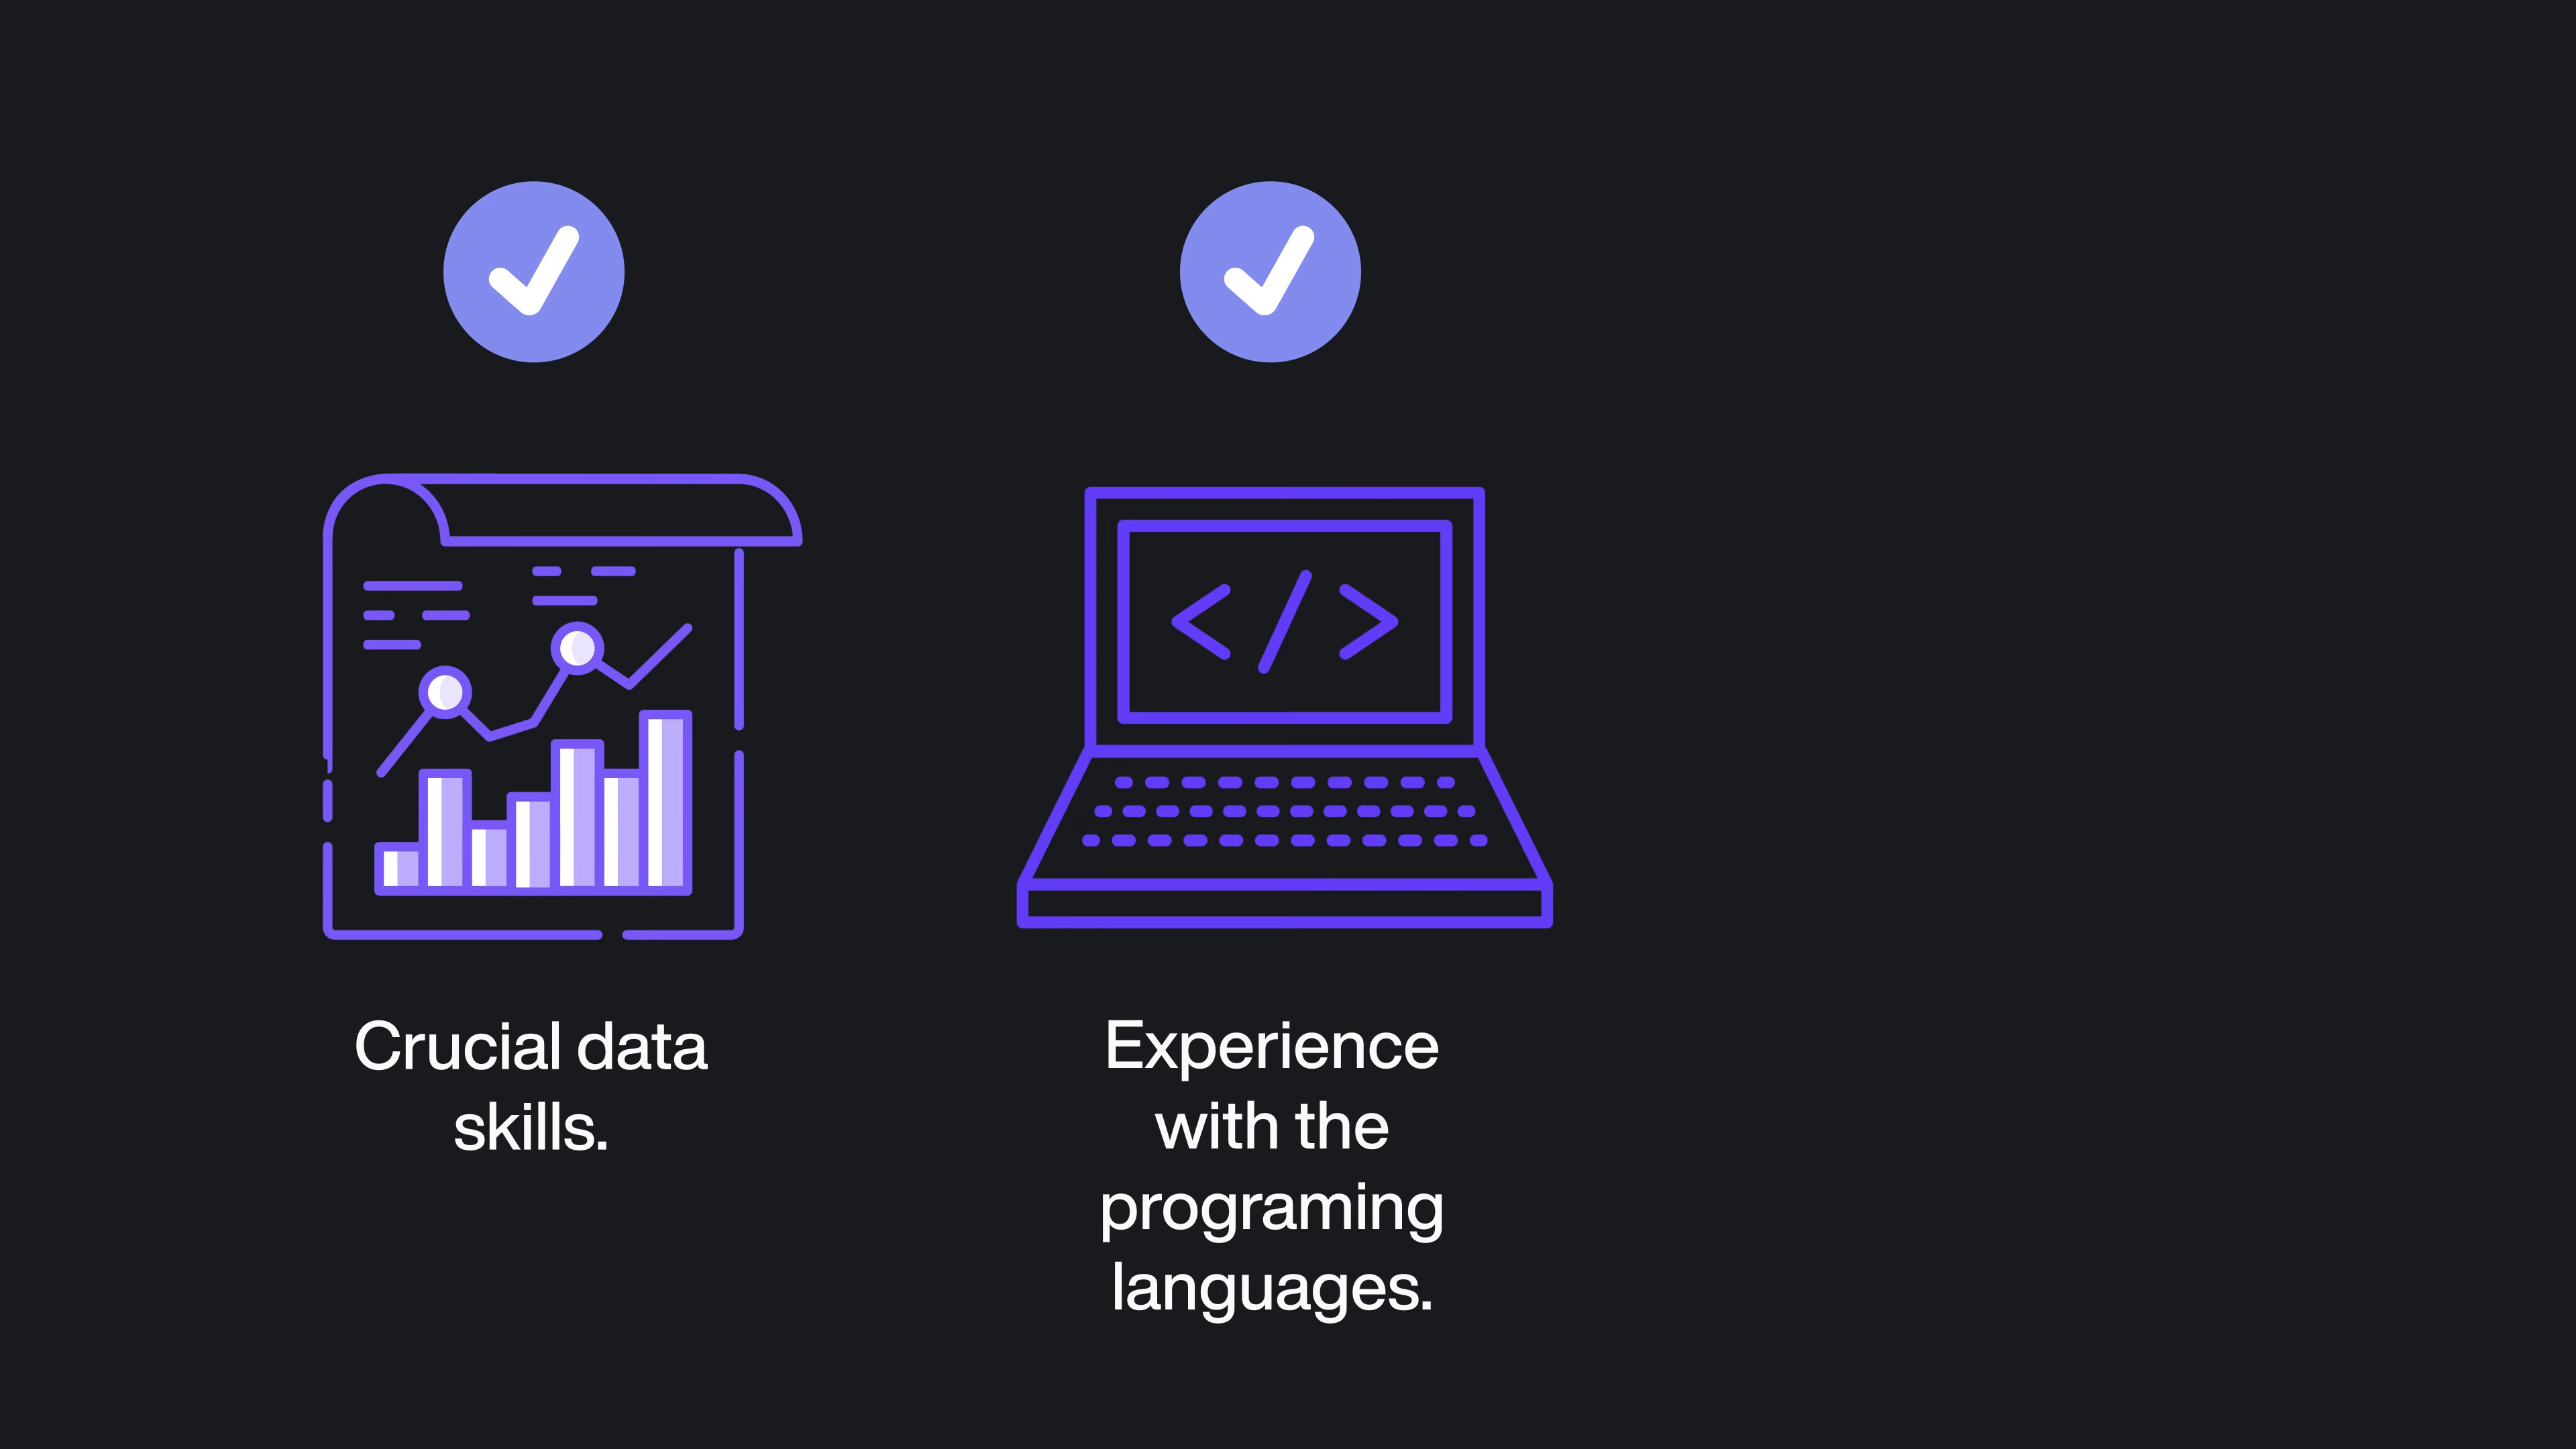 Crucial data
skills.
</>
Experience
with the
programing
languages.